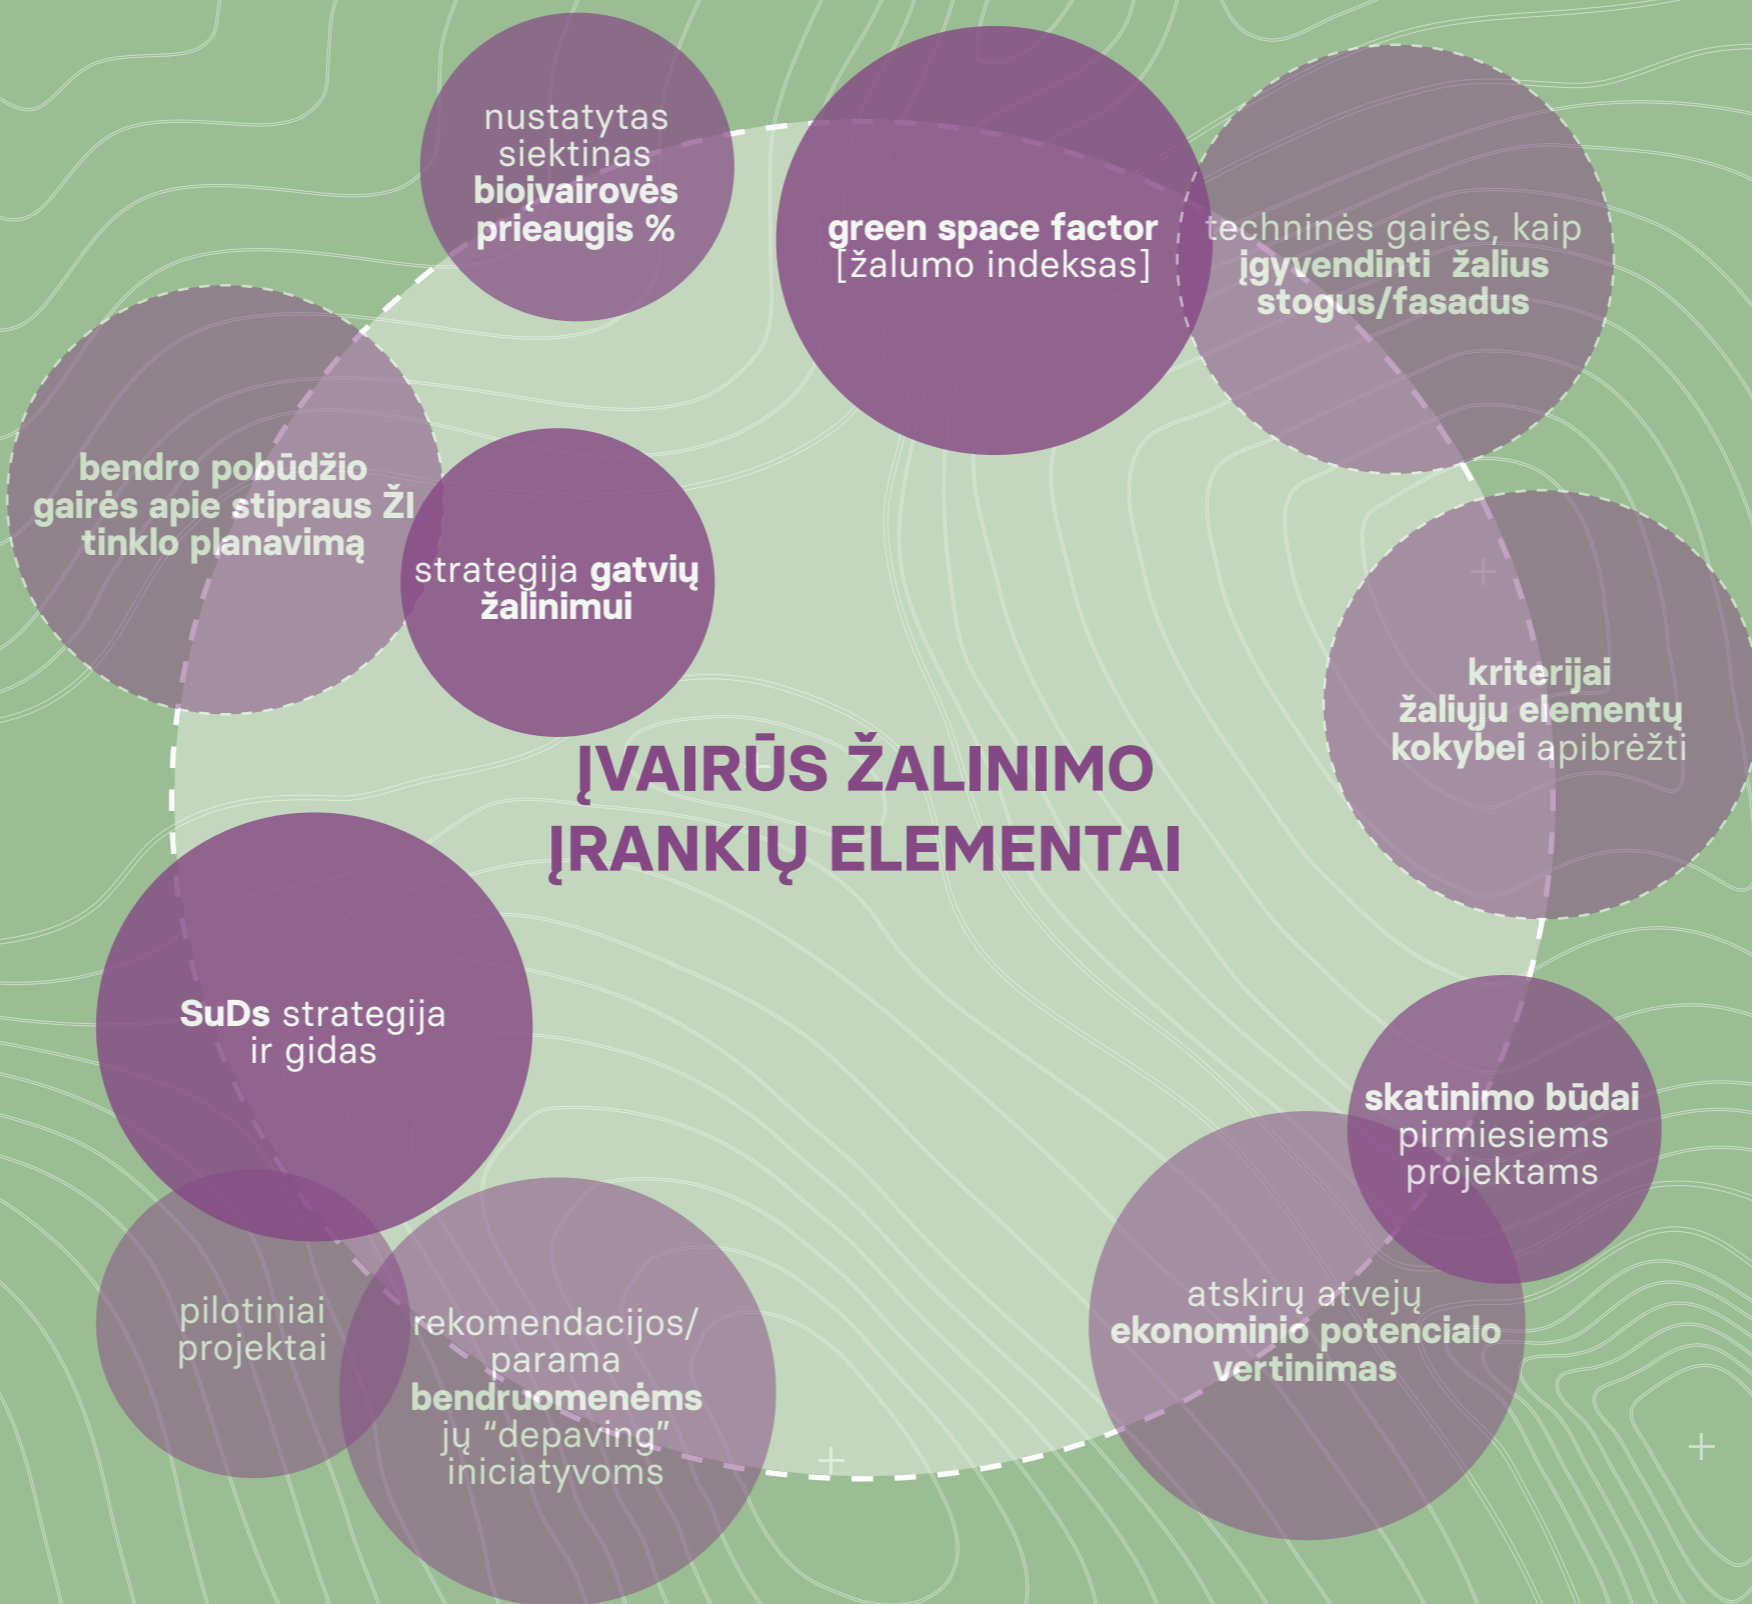 nustatytas
siektinas
bioįvairovės
prieaugis %
green space factor
[žalumo indeksas]
techninės gairės, kaip
įgyvendinti žalius
stogus/fasadus
bendro pobūdžio
gairės apie stipraus ŽI
tinklo planavimą
strategija gatvių
žalinimui
kriterijai
žaliųju elementų
kokybei apibrėžti
ĮVAIRŪS ŽALINIMO
ĮRANKIŲ ELEMENTAI
SuDs strategija
ir gidas
skatinimo būdai
pirmiesiems
projektams
pilotiniai
projektai
rekomendacijos/
parama
bendruomenėms
jų “depaving”
iniciatyvoms
atskirų atvejų
ekonominio potencialo
vertinimas